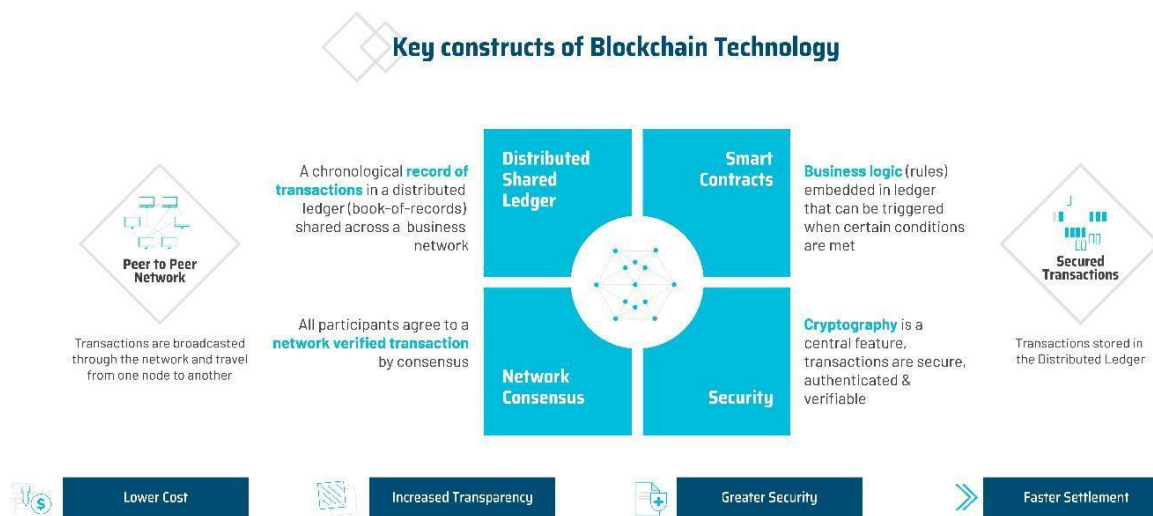 Key constructs of Blockchain Technology
Peer to Peer
Network
Transactions are broadcasted
through the network and travel
from one node to another
A chronological record of
transactions in a distributed
ledger (book-of-records)
shared across a business
network
All participants agree to a
network verified transaction
by consensus
Distributed
Shared
Ledger
Smart
Contracts
Network
Consensus
Security
Business logic (rules)
embedded in ledger
that can be triggered
when certain conditions
are met
Cryptography is a
central feature,
transactions are secure,
authenticated &
verifiable
Secured
Transactions
Transactions stored in
the Distributed Ledger
$
Lower Cost
Increased Transparency
Greater Security
Faster Settlement